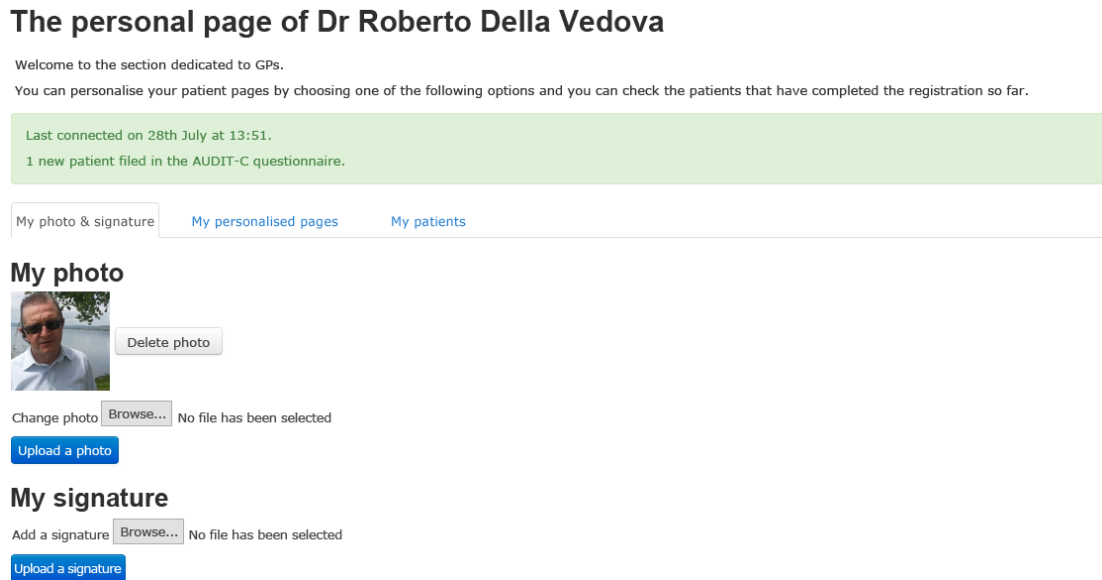 The personal page of Dr Roberto Della Vedova
Welcome to the section dedicated to GPs.
You can personalise your patient pages by choosing one of the following options and you can check the patients that have completed the registration so far.
Last connected on 28th July at 13:51.
1 new patient filed in the AUDIT-C questionnaire.
My photo & signature My personalised pages My patients
My photo
Delete photo
Change photo Browse... No file has been selected
Upload a photo
My signature
Add a signature Browse... No file has been selected
Upload a signature